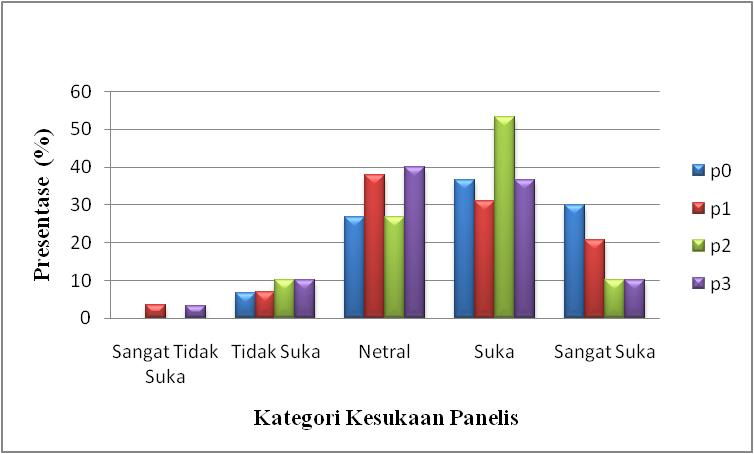 60
50
40
30
20
10
0
Presentase (%)
Sangat Tidak
Suka
Tidak Suka
Netral
Suka
Sangat Suka
Kategori Kesukaan Panelis
p0
p1
p2
p3